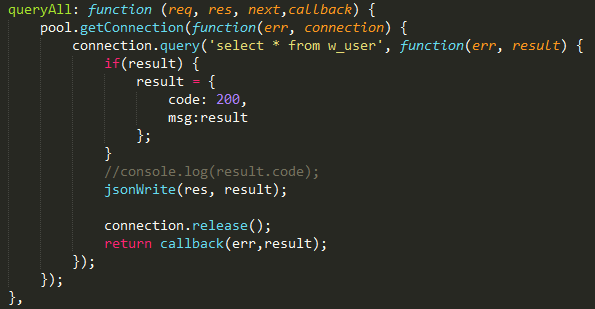 queryAll: function (req, res, next,callback) {
    pool.getConnection(function(err, connection) {
        connection.query('select * from w_user', function(err, result) {
            if(result) {
                result = {
                    code: 200,
                    msg:result
                };
            }
            //console.log(result.code);
            jsonWrite(res, result);

            connection.release();
            return callback(err,result);
        });
    });
},